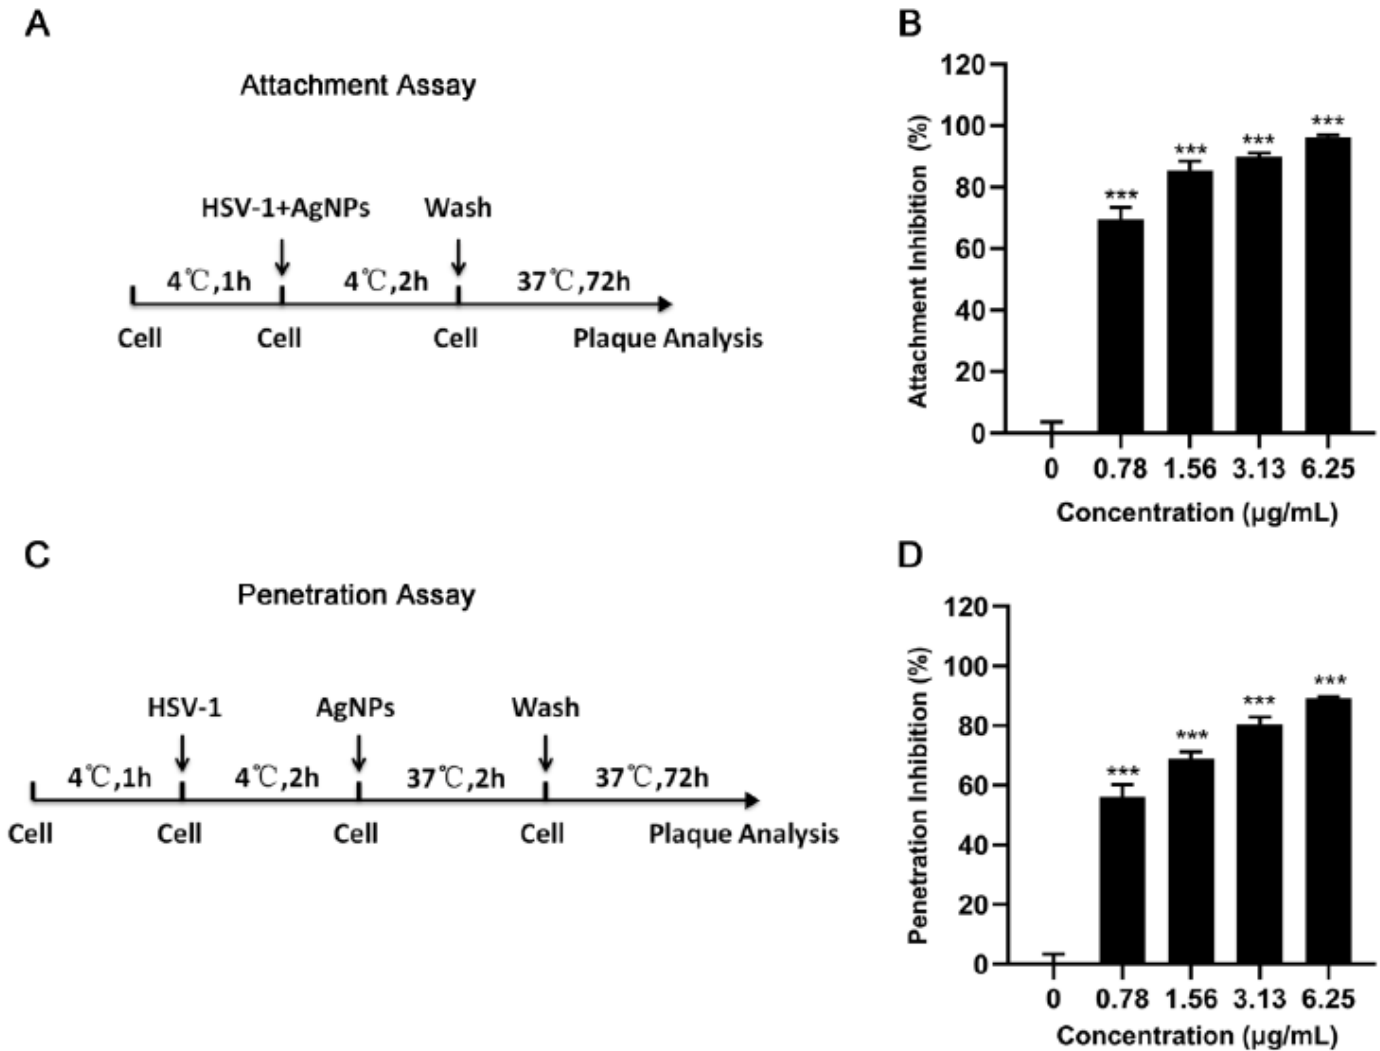 A
Attachment Assay
HSV-1+AgNPs Wash
4℃,1h 4℃,2h 37℃,72h
Cell Cell Cell Plaque Analysis
B
120
100
80
60
40
20
0
Attachment Inhibition (%)
*** *** *** ***
0 0.78 1.56 3.13 6.25
Concentration (µg/mL)
C
Penetration Assay
HSV-1 AgNPs Wash
4℃,1h 4℃,2h 37℃,2h 37℃,72h
Cell Cell Cell Cell Plaque Analysis
D
120
100
80
60
40
20
0
Penetration Inhibition (%)
*** *** *** ***
0 0.78 1.56 3.13 6.25
Concentration (µg/mL)